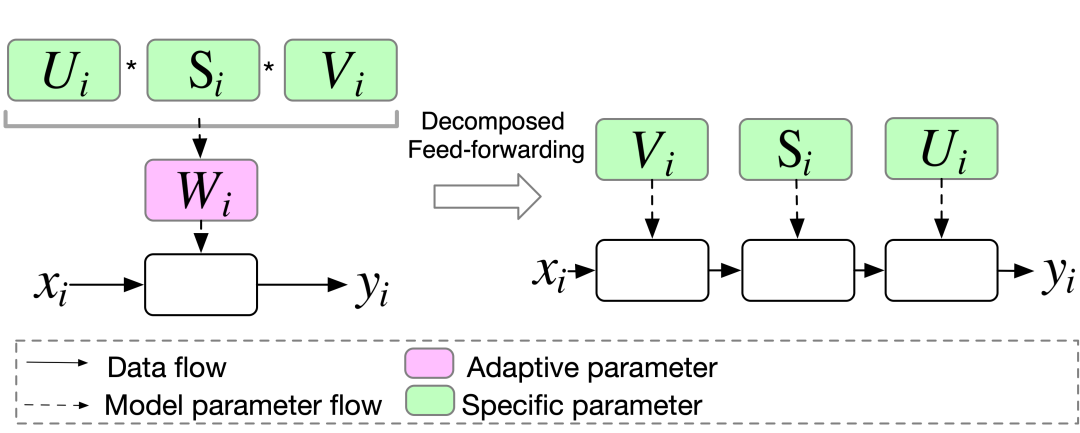 U_i * S_i * V_i
Decomposed
Feed-forwarding
V_i S_i U_i
W_i
x_i y_i
x_i y_i
Data flow Adaptive parameter
Model parameter flow Specific parameter